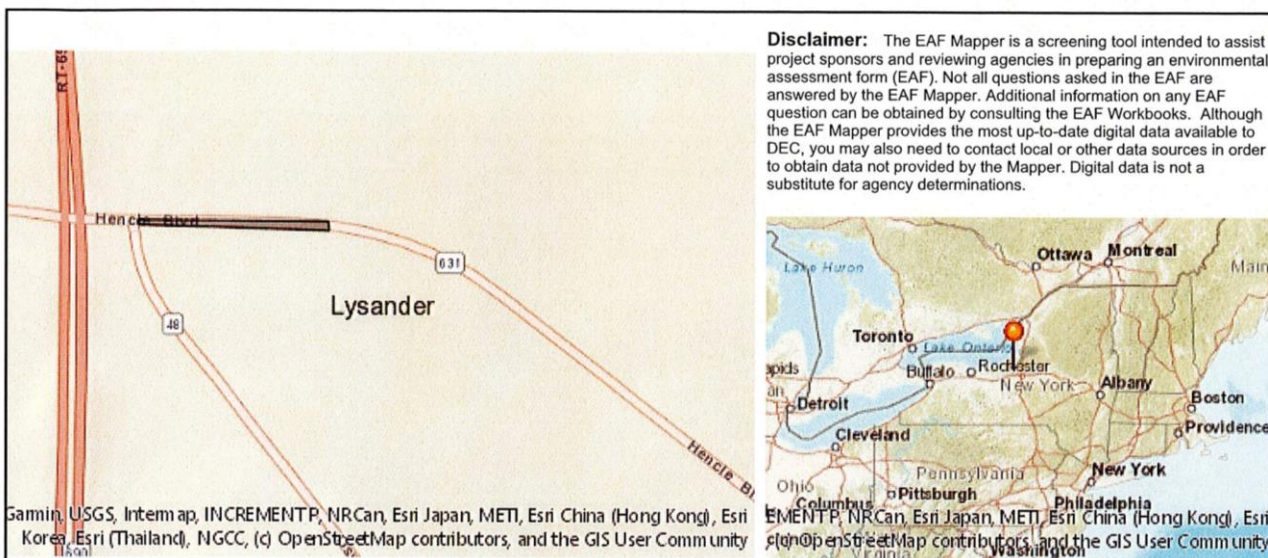 Disclaimer: The EAF Mapper is a screening tool intended to assist
project sponsors and reviewing agencies in preparing an environmental
assessment form (EAF). Not all questions asked in the EAF are
answered by the EAF Mapper. Additional information on any EAF
question can be obtained by consulting the EAF Workbooks. Although
the EAF Mapper provides the most up-to-date digital data available to
DEC, you may also need to contact local or other data sources in order
to obtain data not provided by the Mapper. Digital data is not a
substitute for agency determinations.
Hencle Blvd
631
Lysander
48
Garmin, USGS, Intermap, INCREMENTP, NRCan, Esri Japan, METI, Esri China (Hong Kong), Esri
Korea, Esri (Thailand), NGCC, (c) OpenStreetMap contributors, and the GIS User Community
Ottawa
Montreal
Lake Huron
Toronto
Lake Ontario
Rochester
Buffalo
New York
Albany
Detroit
Boston
Providence
Cleveland
Pennsylvania
New York
Ohio
Pittsburgh
Columbus
Philadelphia
EMENTP, NRCan, Esri Japan, METI, Esri China (Hong Kong), Esri
(c) OpenStreetMap contributors, and the GIS User Community
Virginia
Washington